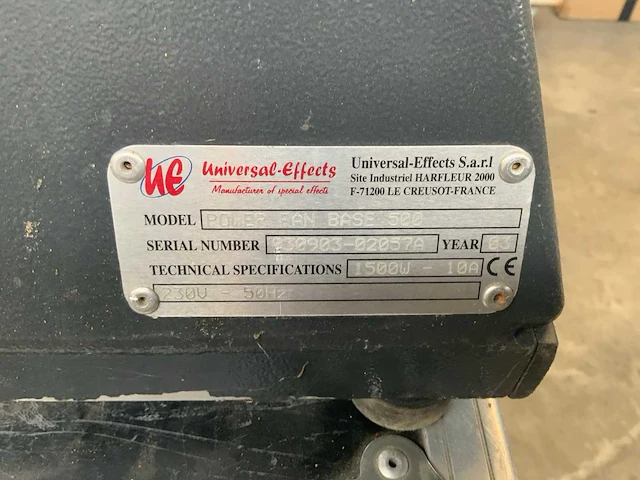 UE Universal-Effects
Manufacturer of special effects
Universal-Effects S.a.r.l
Site Industriel HARFLEUR 2000
F-71200 LE CREUSOT-FRANCE
MODEL POWER FAN BASE 500
SERIAL NUMBER 230903-02057A YEAR 03
TECHNICAL SPECIFICATIONS 1500W - 10A CE
230V - 50Hz